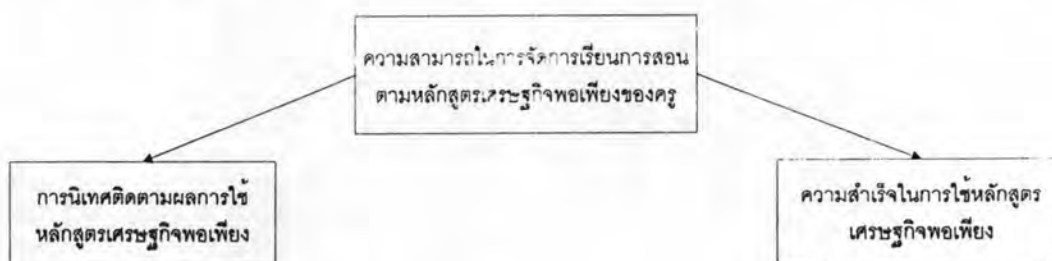 ความสามารถในการจัดการเรียนการสอน
ตามหลักสูตรเศรษฐกิจพอเพียงของครู
การนิเทศติดตามผลการใช้
หลักสูตรเศรษฐกิจพอเพียง
ความสำเร็จในการใช้หลักสูตร
เศรษฐกิจพอเพียง